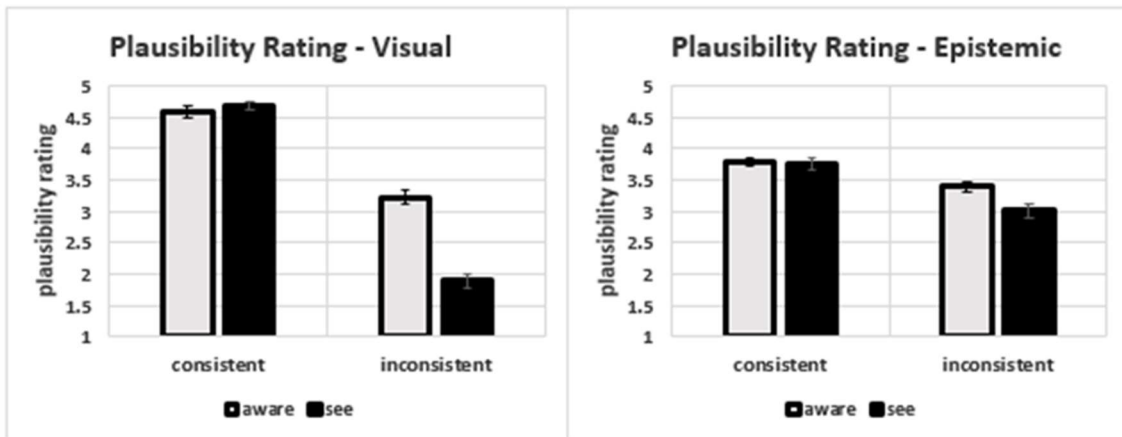 Plausibility Rating - Visual
5
4.5
4
3.5
3
2.5
2
1.5
1
plausibility rating
consistent
inconsistent
aware see
Plausibility Rating - Epistemic
5
4.5
4
3.5
3
2.5
2
1.5
1
plausibility rating
consistent
inconsistent
aware see